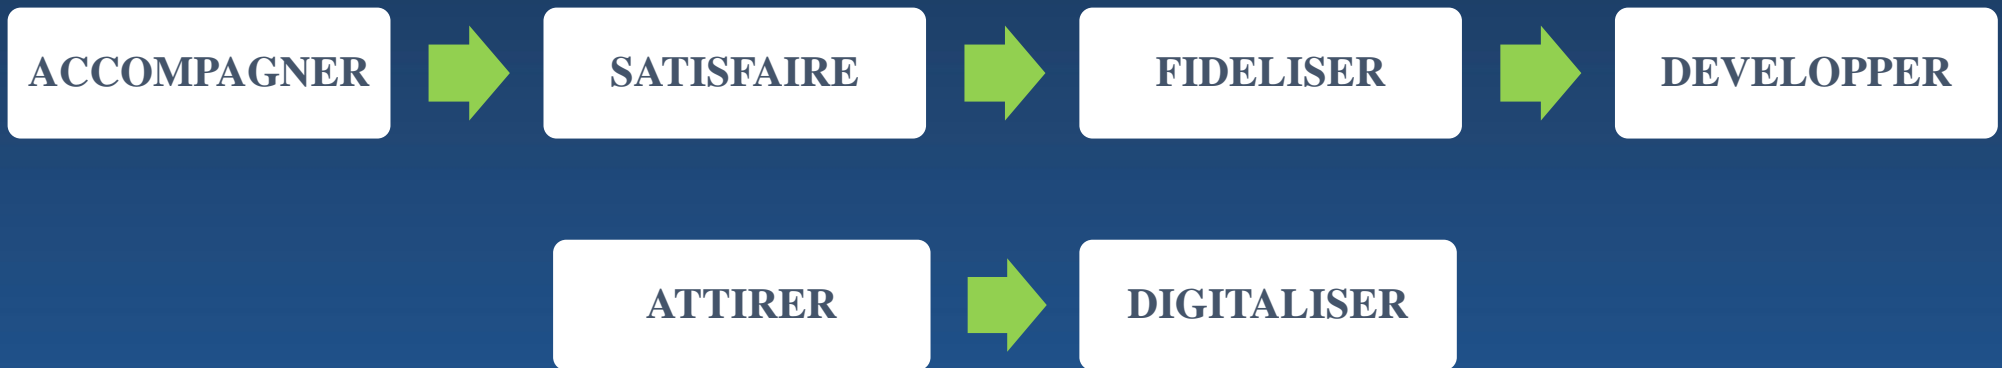 ACCOMPAGNER
SATISFAIRE
FIDELISER
DEVELOPPER
ATTIRER
DIGITALISER